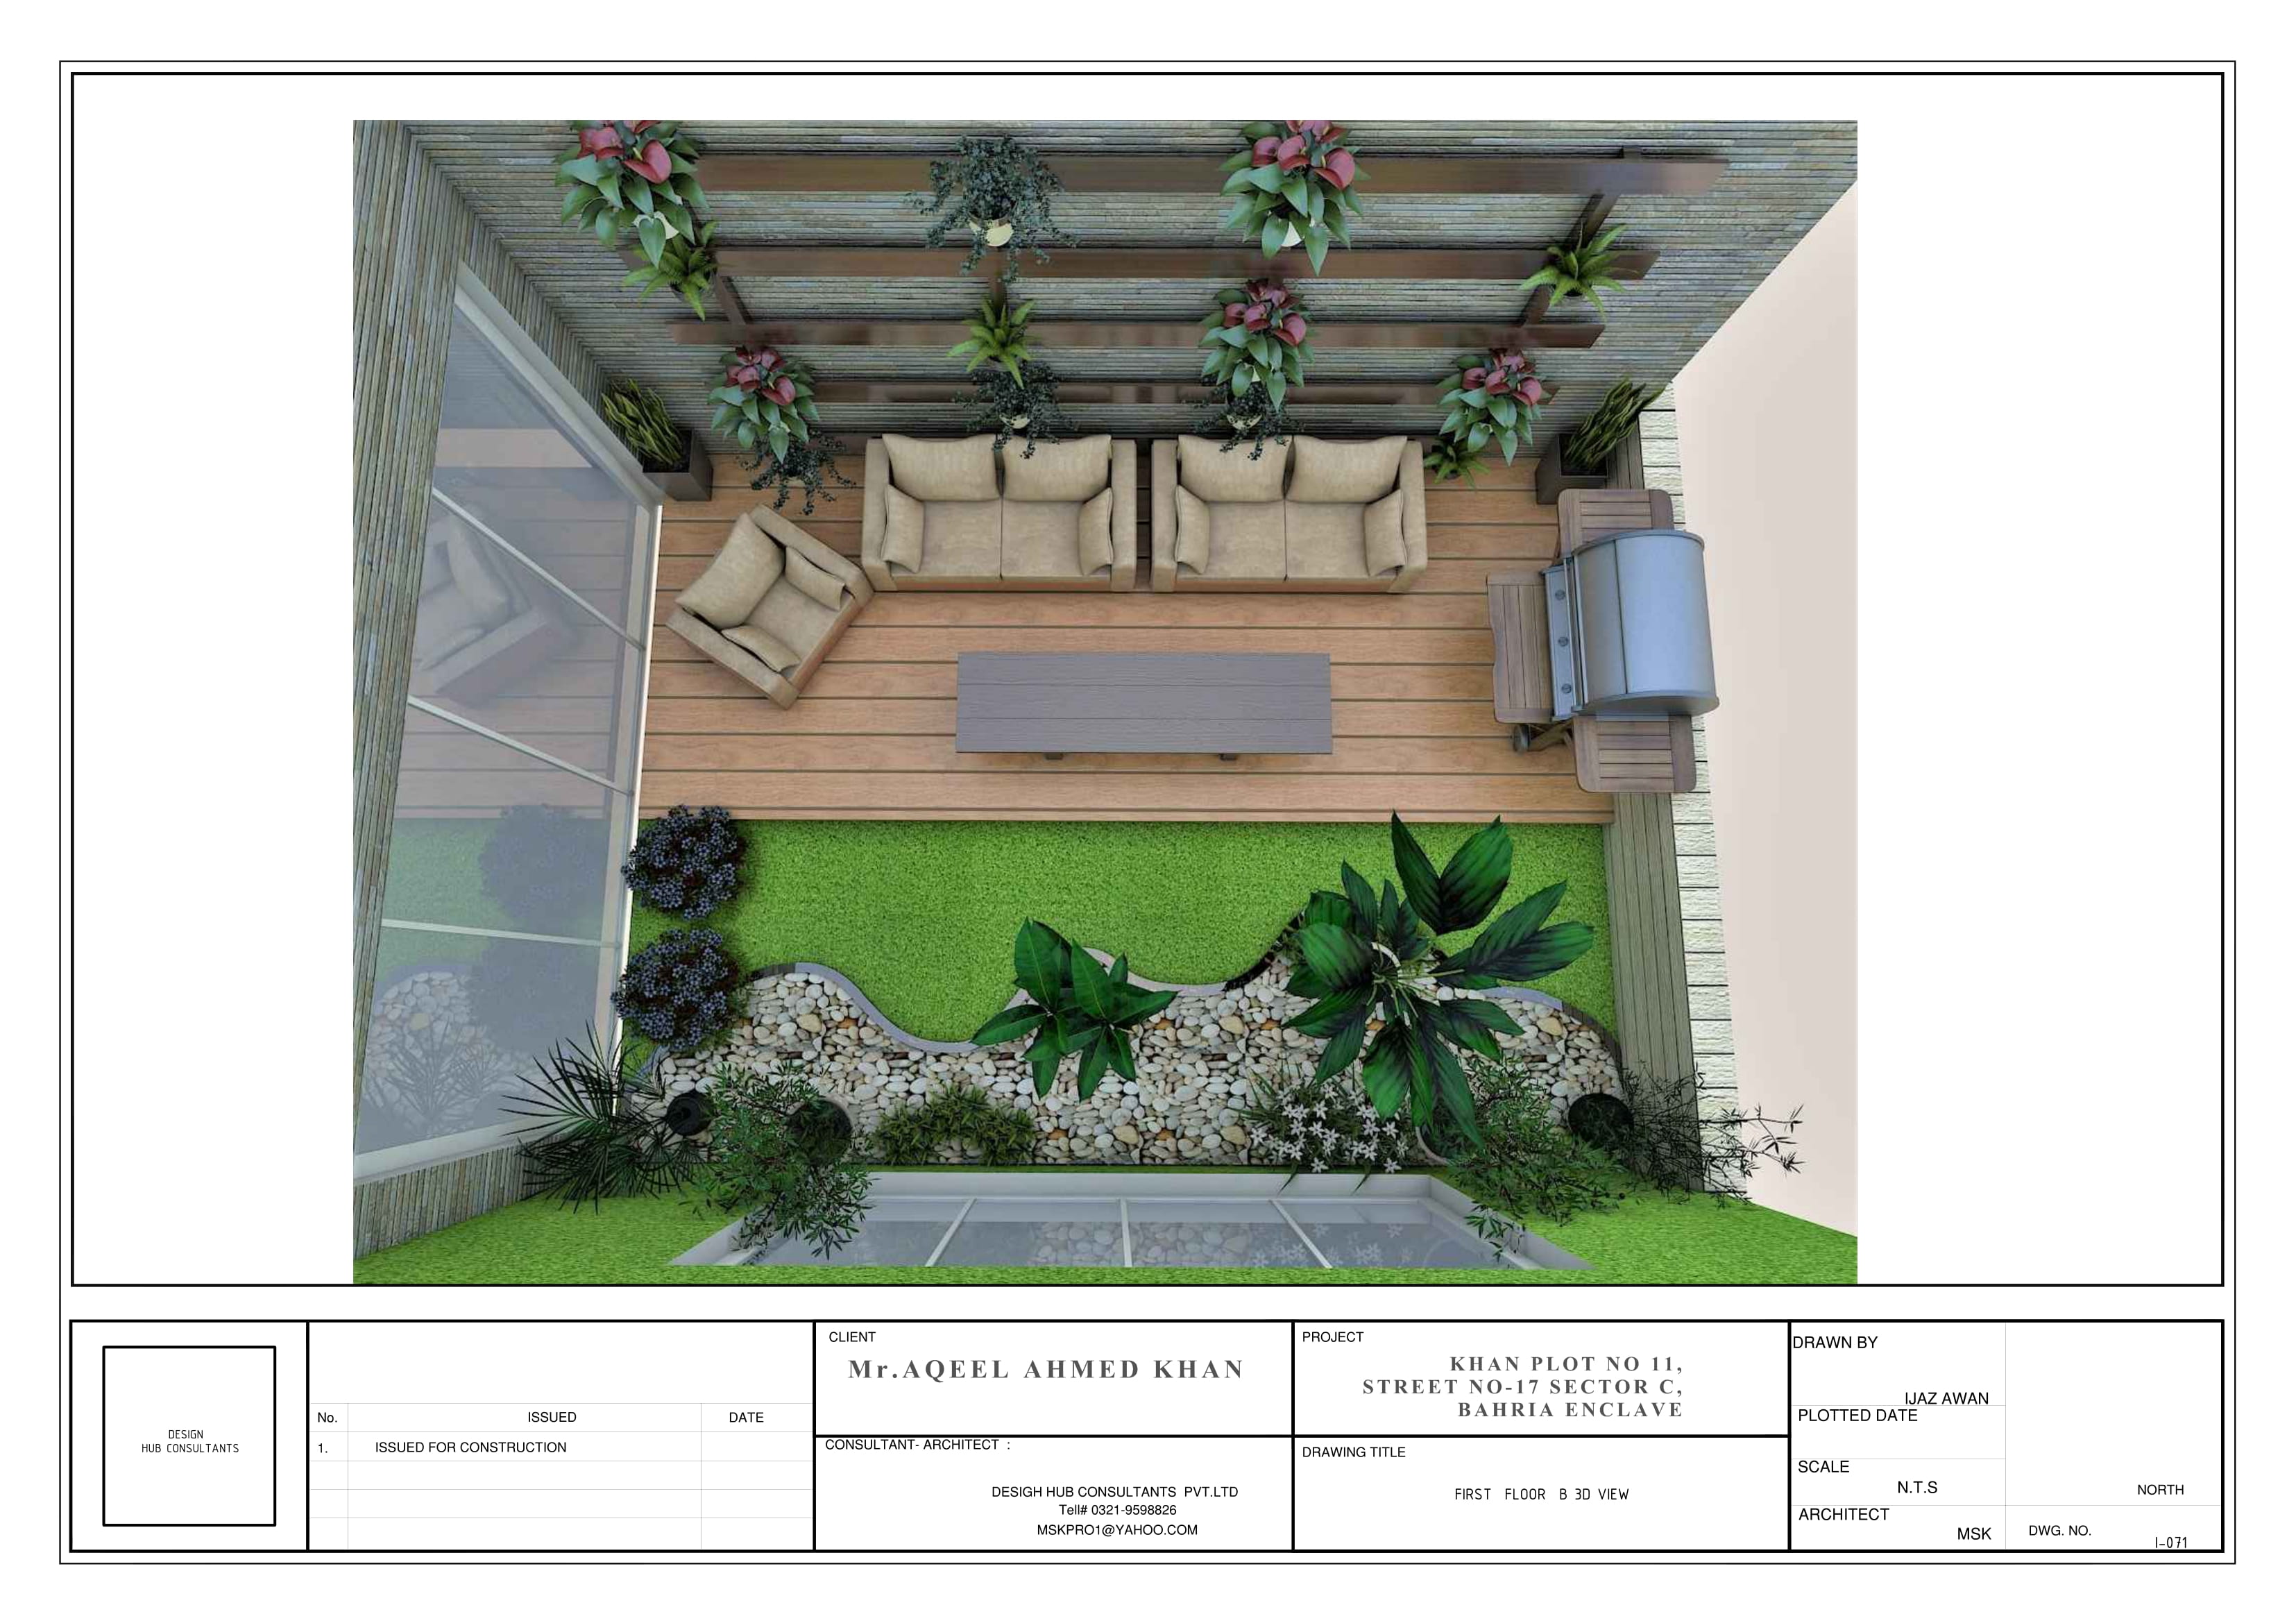 DESIGN
HUB CONSULTANTS
No. ISSUED DATE
1. ISSUED FOR CONSTRUCTION
CLIENT
Mr.AQEEL AHMED KHAN
CONSULTANT- ARCHITECT :
DESIGH HUB CONSULTANTS PVT.LTD
Tell# 0321-9598826
MSKPRO1@YAHOO.COM
PROJECT
KHAN PLOT NO 11,
STREET NO-17 SECTOR C,
BAHRIA ENCLAVE
DRAWING TITLE
FIRST FLOOR B 3D VIEW
DRAWN BY
IJAZ AWAN
PLOTTED DATE
SCALE
N.T.S
ARCHITECT
MSK
NORTH
DWG. NO.
I-071